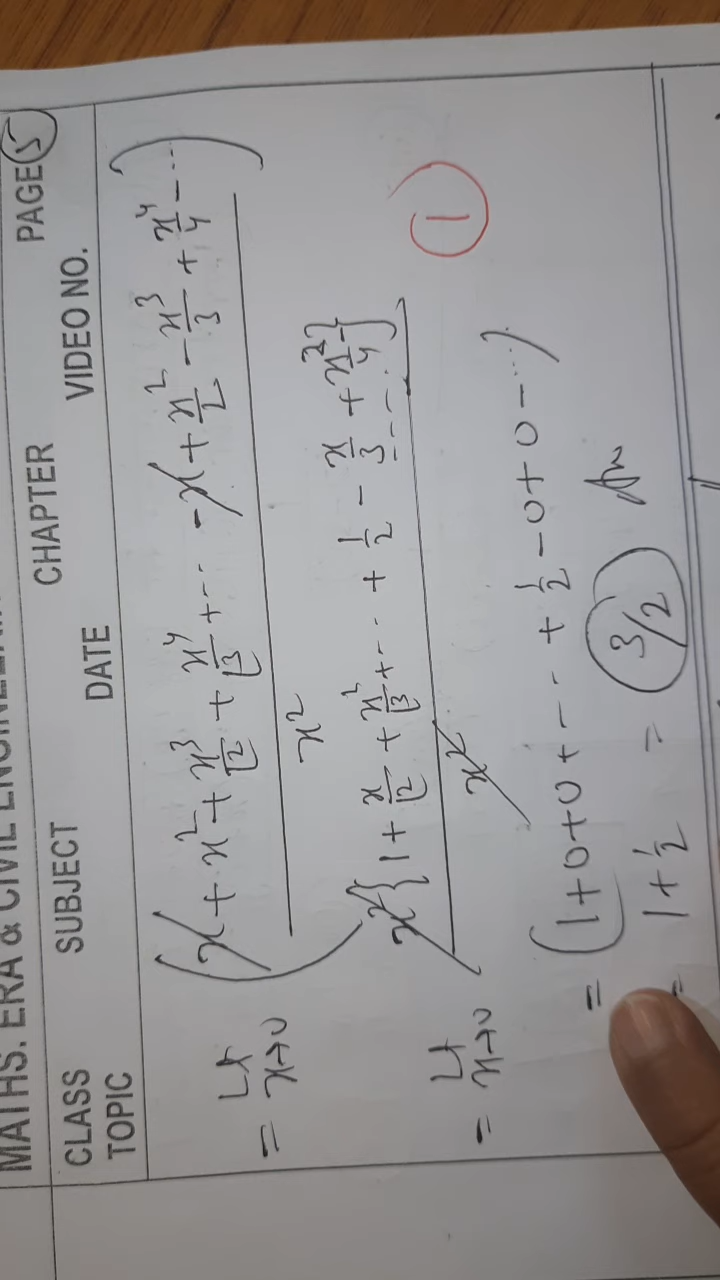 MATHS. ERA & CIVIL
CLASS SUBJECT CHAPTER PAGE 5
TOPIC DATE VIDEO NO.
= Lt x→0 (x + x² + x³/⌊2 + x⁴/⌊3 + ... - x + x²/2 - x³/3 + x⁴/4 - ...) / x²
= Lt x→0 x²{1 + x/⌊2 + x²/⌊3 + ... + 1/2 - x/3 + x²/4 - ...} / x²
1
= (1+0+0+... + 1/2 - 0+0-...)
= 1 + 1/2 = 3/2 Ans